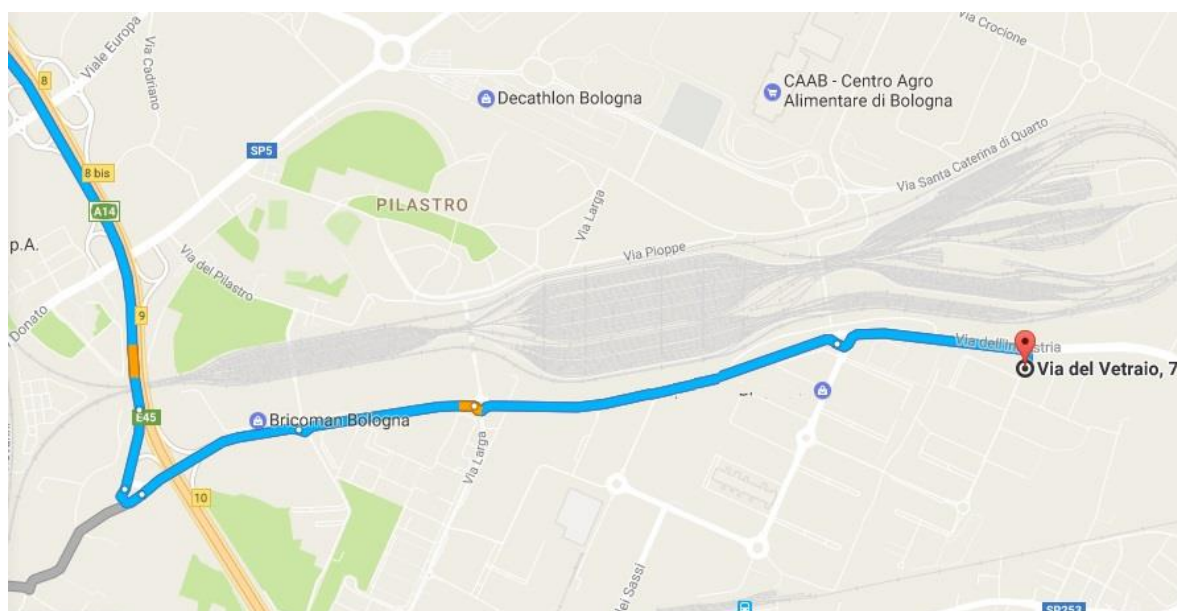 Via Crocione
Viale Europa
Via Cadriano
8
CAAB - Centro Agro
Alimentare di Bologna
Decathlon Bologna
SP5
Via Santa Caterina di Quarto
8 bis
PILASTRO
A14
Via Larga
p.A.
Via Pioppe
Via del Pilastro
9
Donato
Via dell'Industria
Via del Vetraio, 7
E45
Bricoman Bologna
Via Larga
10
dei Sassi
SP253